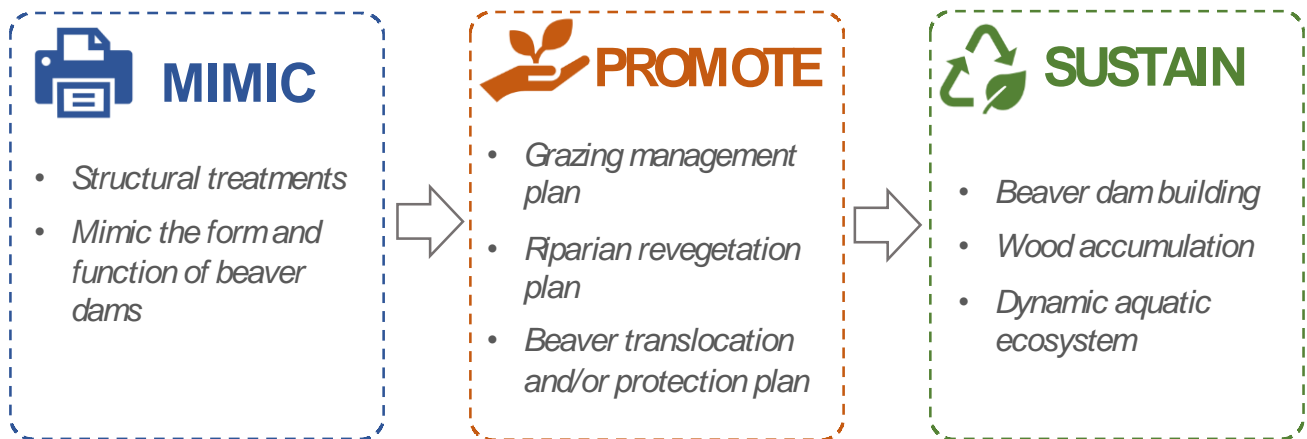 MIMIC
• Structural treatments
• Mimic the form and
function of beaver
dams
PROMOTE
• Grazing management
plan
• Riparian revegetation
plan
• Beaver translocation
and/or protection plan
SUSTAIN
• Beaver dam building
• Wood accumulation
• Dynamic aquatic
ecosystem